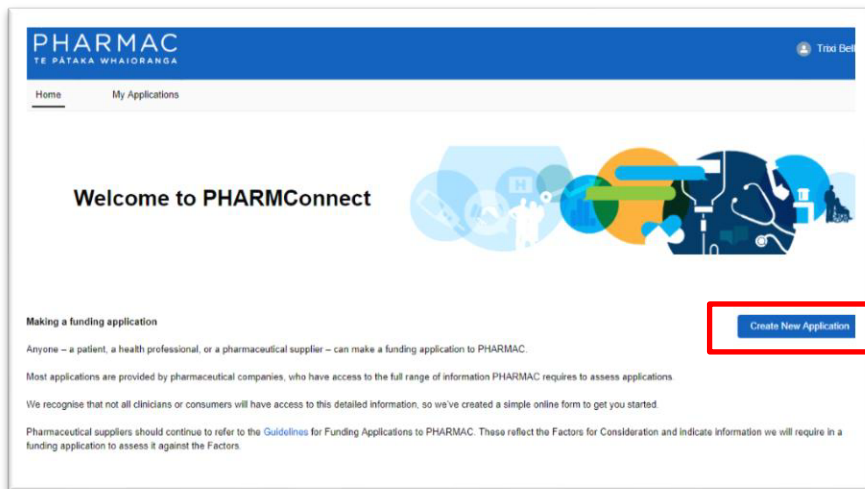 PHARMAC
TE PĀTAKA WHAIORANGA
Trixi Bell
Home
My Applications
Welcome to PHARMConnect
H
Making a funding application
Create New Application
Anyone – a patient, a health professional, or a pharmaceutical supplier – can make a funding application to PHARMAC.
Most applications are provided by pharmaceutical companies, who have access to the full range of information PHARMAC requires to assess applications.
We recognise that not all clinicians or consumers will have access to this detailed information, so we've created a simple online form to get you started.
Pharmaceutical suppliers should continue to refer to the Guidelines for Funding Applications to PHARMAC. These reflect the Factors for Consideration and indicate information we will require in a
funding application to assess it against the Factors.